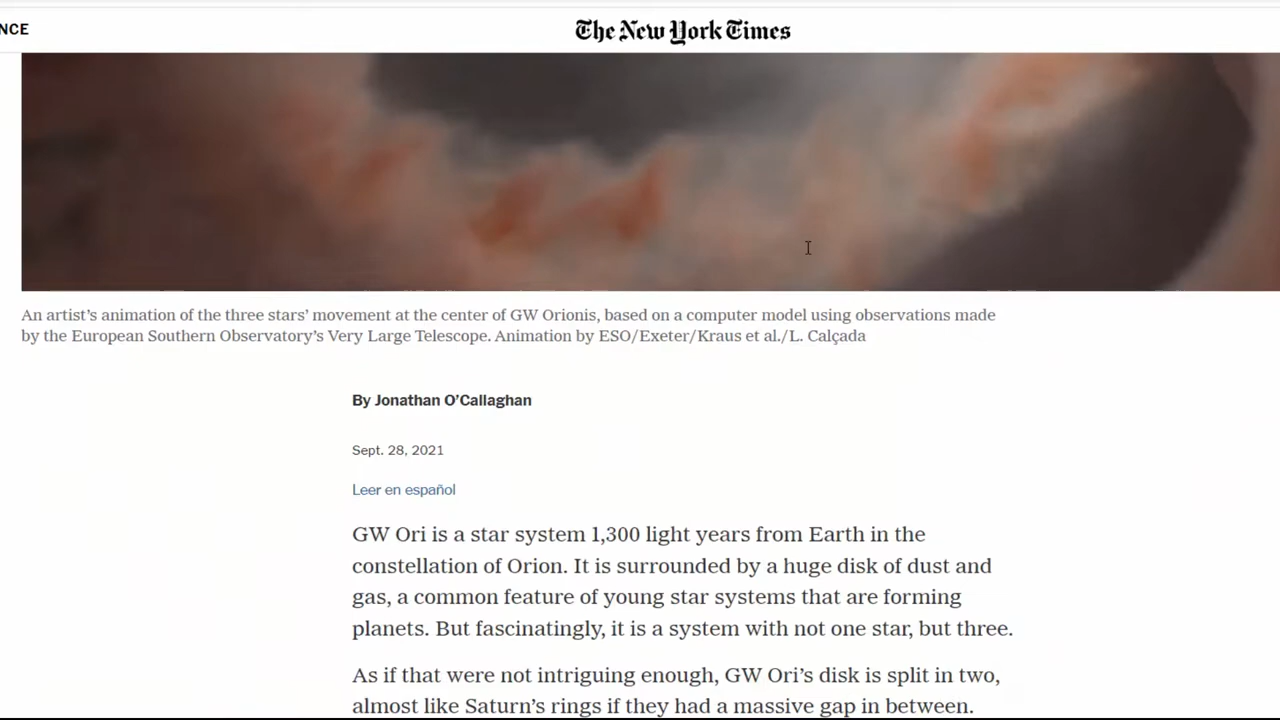 NCE
The New York Times
An artist’s animation of the three stars’ movement at the center of GW Orionis, based on a computer model using observations made
by the European Southern Observatory’s Very Large Telescope. Animation by ESO/Exeter/Kraus et al./L. Calçada
By Jonathan O’Callaghan
Sept. 28, 2021
Leer en español
GW Ori is a star system 1,300 light years from Earth in the
constellation of Orion. It is surrounded by a huge disk of dust and
gas, a common feature of young star systems that are forming
planets. But fascinatingly, it is a system with not one star, but three.
As if that were not intriguing enough, GW Ori’s disk is split in two,
almost like Saturn’s rings if they had a massive gap in between.